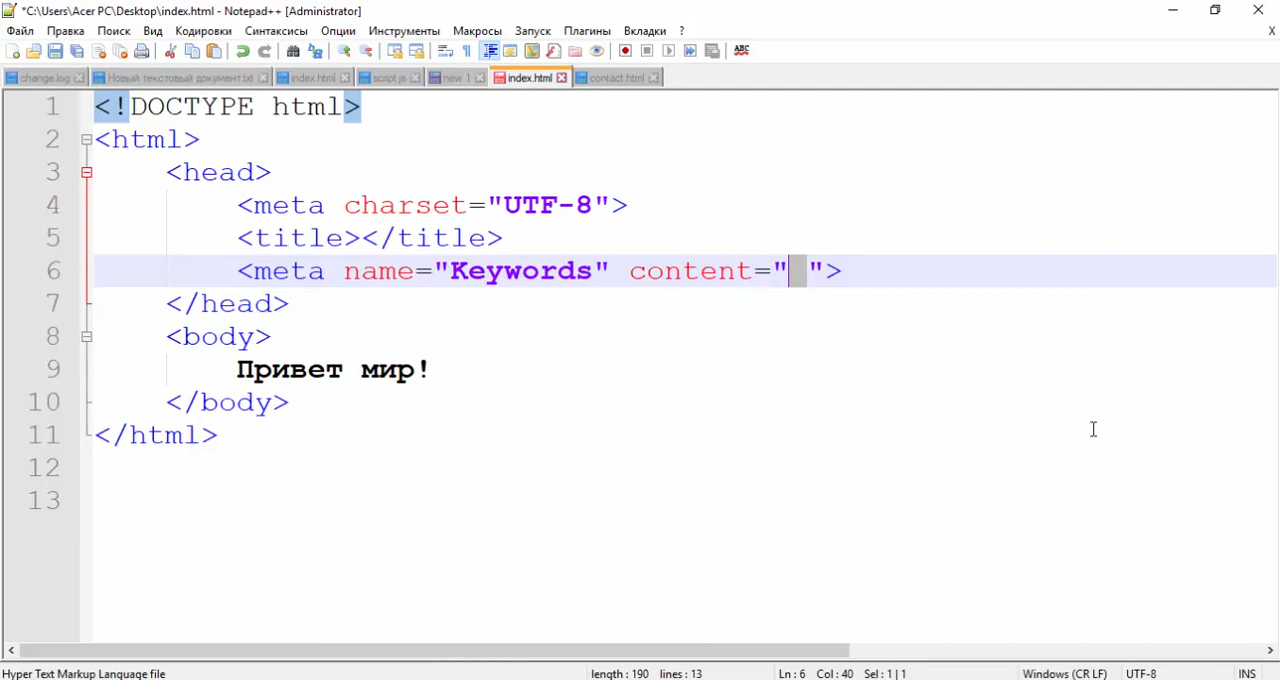 *C:\Users\Acer PC\Desktop\index.html - Notepad++ [Administrator]
Файл Правка Поиск Вид Кодировки Синтаксисы Опции Инструменты Макросы Запуск Плагины Вкладки ? X
ABC
change.log Новый текстовый документ.txt index.html script.js new 1 index.html contact.html
1 <!DOCTYPE html>
2 <html>
3 <head>
4 <meta charset="UTF-8">
5 <title></title>
6 <meta name="Keywords" content=" ">
7 </head>
8 <body>
9 Привет мир!
10 </body>
11 </html>
12
13
Hyper Text Markup Language file length : 190 lines : 13 Ln : 6 Col : 40 Sel : 1 | 1 Windows (CR LF) UTF-8 INS